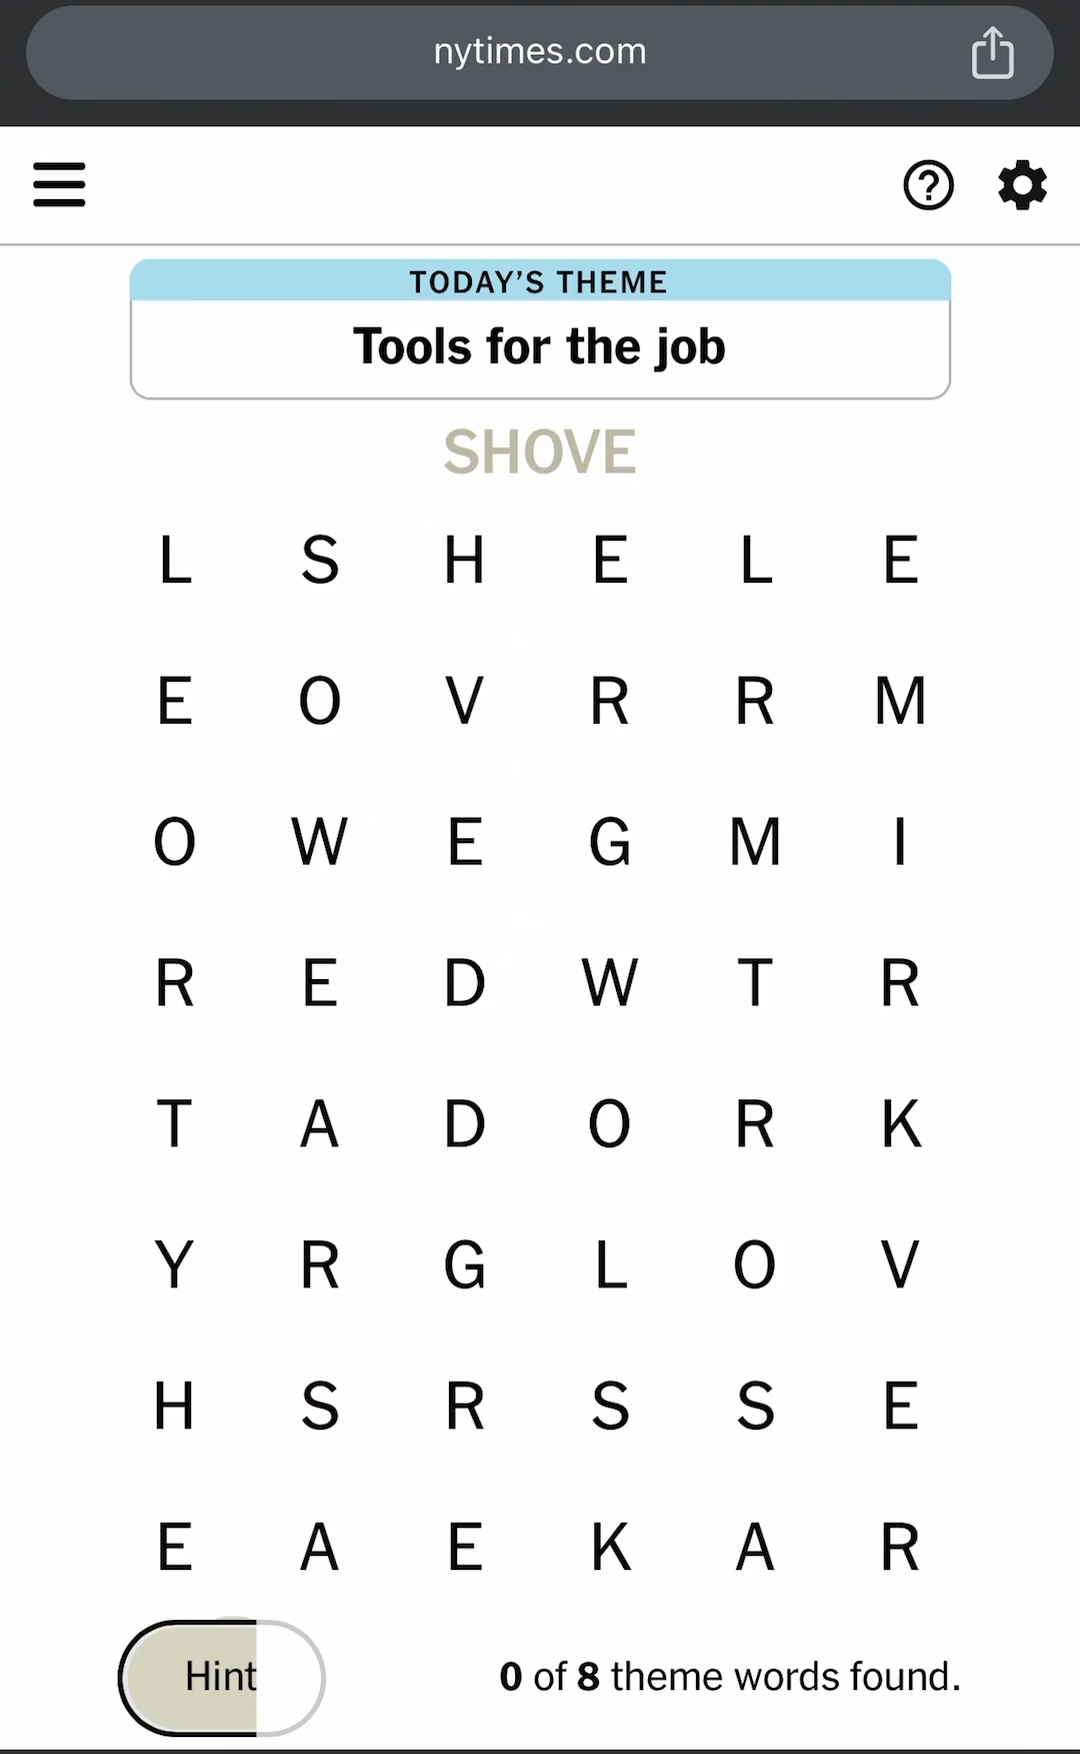 nytimes.com
TODAY'S THEME
Tools for the job
SHOVE
L S H E L E
E O V R R M
O W E G M I
R E D W T R
T A D O R K
Y R G L O V
H S R S S E
E A E K A R
Hint
0 of 8 theme words found.